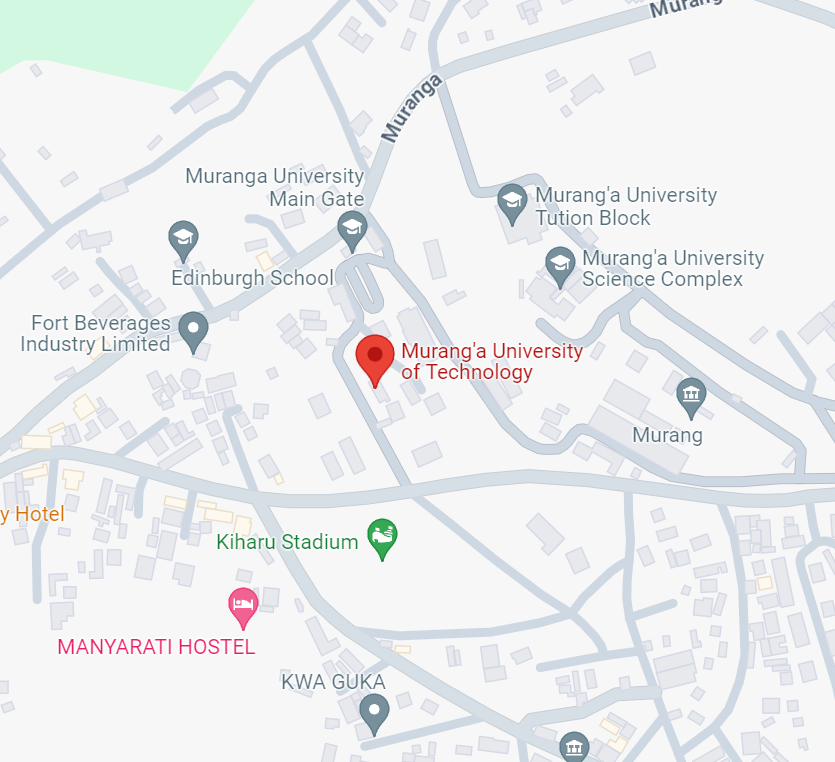 Murang
Muranga
Muranga University
Main Gate
Murang'a University
Tution Block
Edinburgh School
Murang'a University
Science Complex
Fort Beverages
Industry Limited
Murang'a University
of Technology
Murang
y Hotel
Kiharu Stadium
MANYARATI HOSTEL
KWA GUKA